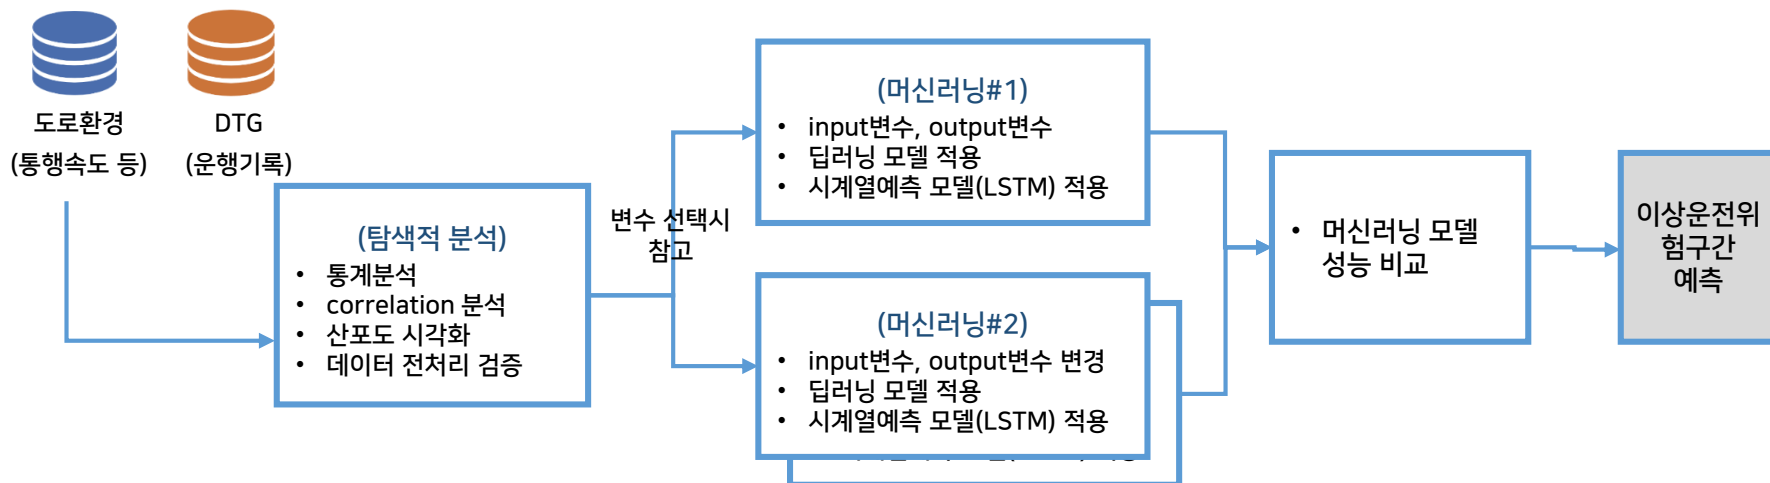 도로환경
(통행속도 등)
DTG
(운행기록)
(탐색적 분석)
• 통계분석
• correlation 분석
• 산포도 시각화
• 데이터 전처리 검증
변수 선택시
참고
(머신러닝#1)
• input변수, output변수
• 딥러닝 모델 적용
• 시계열예측 모델(LSTM) 적용
(머신러닝#2)
• input변수, output변수 변경
• 딥러닝 모델 적용
• 시계열예측 모델(LSTM) 적용
• 머신러닝 모델
성능 비교
이상운전위
험구간
예측